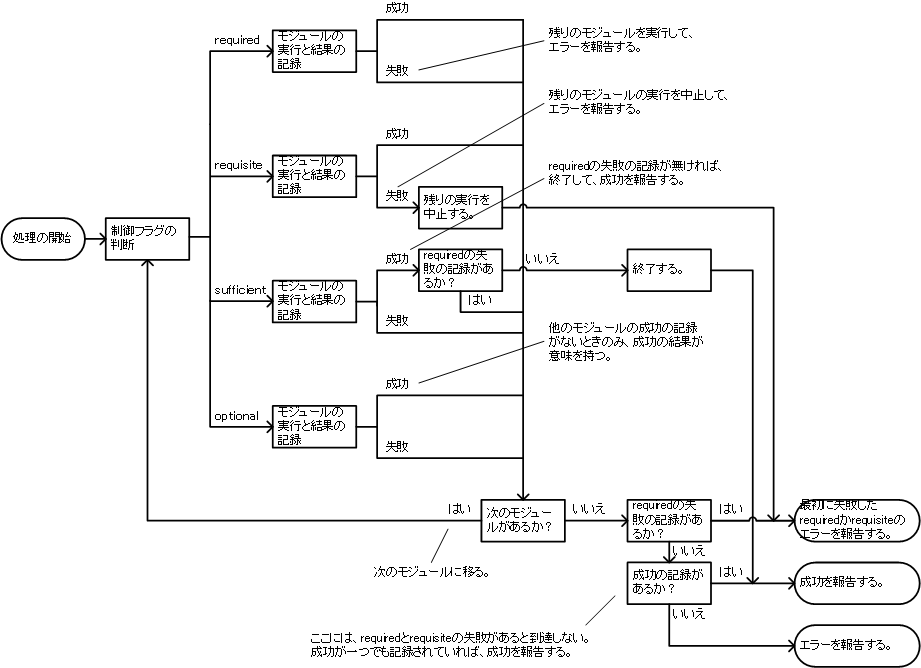 成功
required
モジュールの
実行と結果の
記録
失敗
残りのモジュールを実行して、
エラーを報告する。
残りのモジュールの実行を中止して、
エラーを報告する。
成功
requisite
モジュールの
実行と結果の
記録
失敗
残りの実行を
中止する。
requiredの失敗の記録が無ければ、
終了して、成功を報告する。
処理の開始
制御フラグの
判断
成功
sufficient
モジュールの
実行と結果の
記録
失敗
requiredの失
敗の記録があ
るか？
いいえ
はい
終了する。
他のモジュールの成功の記録
がないときのみ、成功の結果が
意味を持つ。
成功
optional
モジュールの
実行と結果の
記録
失敗
はい
次のモジュー
ルがあるか？
いいえ
requiredの失
敗の記録があ
るか？
はい
最初に失敗した
requiredかrequisiteの
エラーを報告する。
いいえ
次のモジュールに移る。
成功の記録が
あるか？
はい
成功を報告する。
いいえ
ここには、requiredとrequisiteの失敗があると到達しない。
成功が一つでも記録されていれば、成功を報告する。
エラーを報告する。